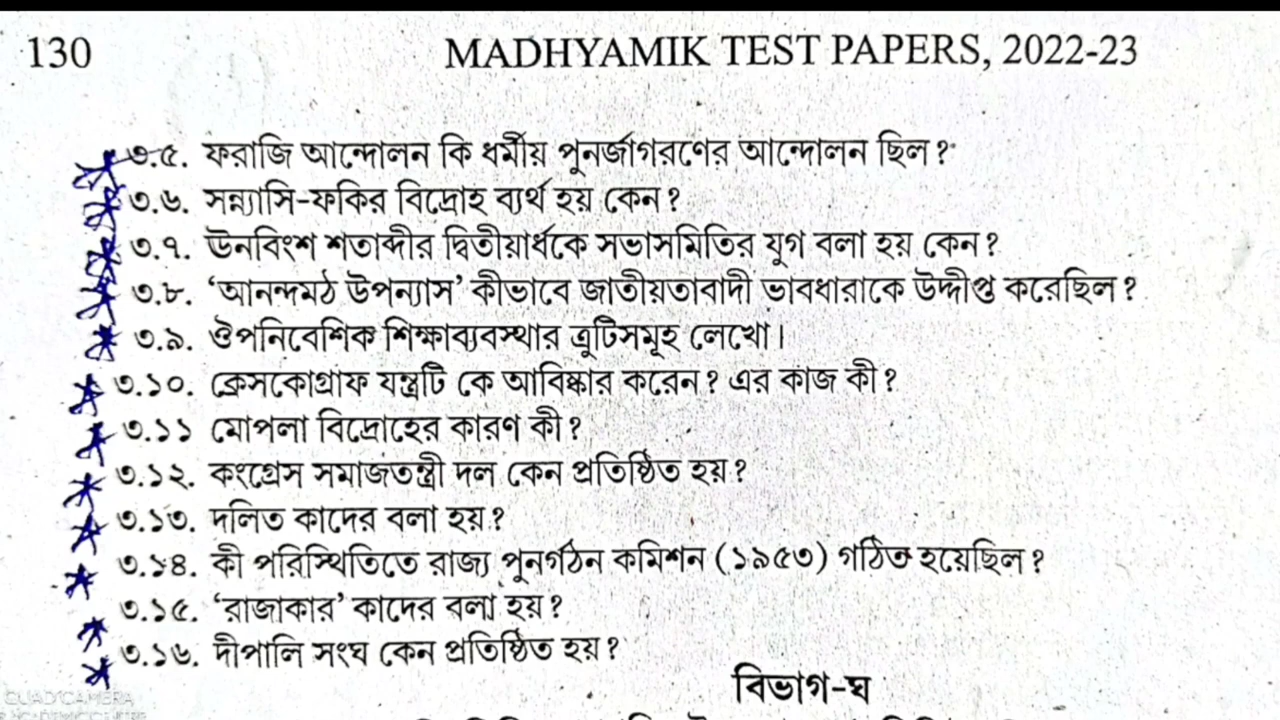 130 MADHYAMIK TEST PAPERS, 2022-23
৩.৫. ফরাজি আন্দোলন কি ধর্মীয় পুনর্জাগরণের আন্দোলন ছিল?
৩.৬. সন্ন্যাসি-ফকির বিদ্রোহ ব্যর্থ হয় কেন?
৩.৭. ঊনবিংশ শতাব্দীর দ্বিতীয়ার্ধকে সভাসমিতির যুগ বলা হয় কেন?
৩.৮. ‘আনন্দমঠ উপন্যাস’ কীভাবে জাতীয়তাবাদী ভাবধারাকে উদ্দীপ্ত করেছিল?
৩.৯. ঔপনিবেশিক শিক্ষাব্যবস্থার ত্রুটিসমূহ লেখো।
৩.১০. ক্রেসকোগ্রাফ যন্ত্রটি কে আবিষ্কার করেন? এর কাজ কী?
৩.১১ মোপলা বিদ্রোহের কারণ কী?
৩.১২. কংগ্রেস সমাজতন্ত্রী দল কেন প্রতিষ্ঠিত হয়?
৩.১৩. দলিত কাদের বলা হয়?
৩.১৪. কী পরিস্থিতিতে রাজ্য পুনর্গঠন কমিশন (১৯৫৩) গঠিত হয়েছিল?
৩.১৫. ‘রাজাকার’ কাদের বলা হয়?
৩.১৬. দীপালি সংঘ কেন প্রতিষ্ঠিত হয়?
বিভাগ-ঘ
QUAD CAMERA